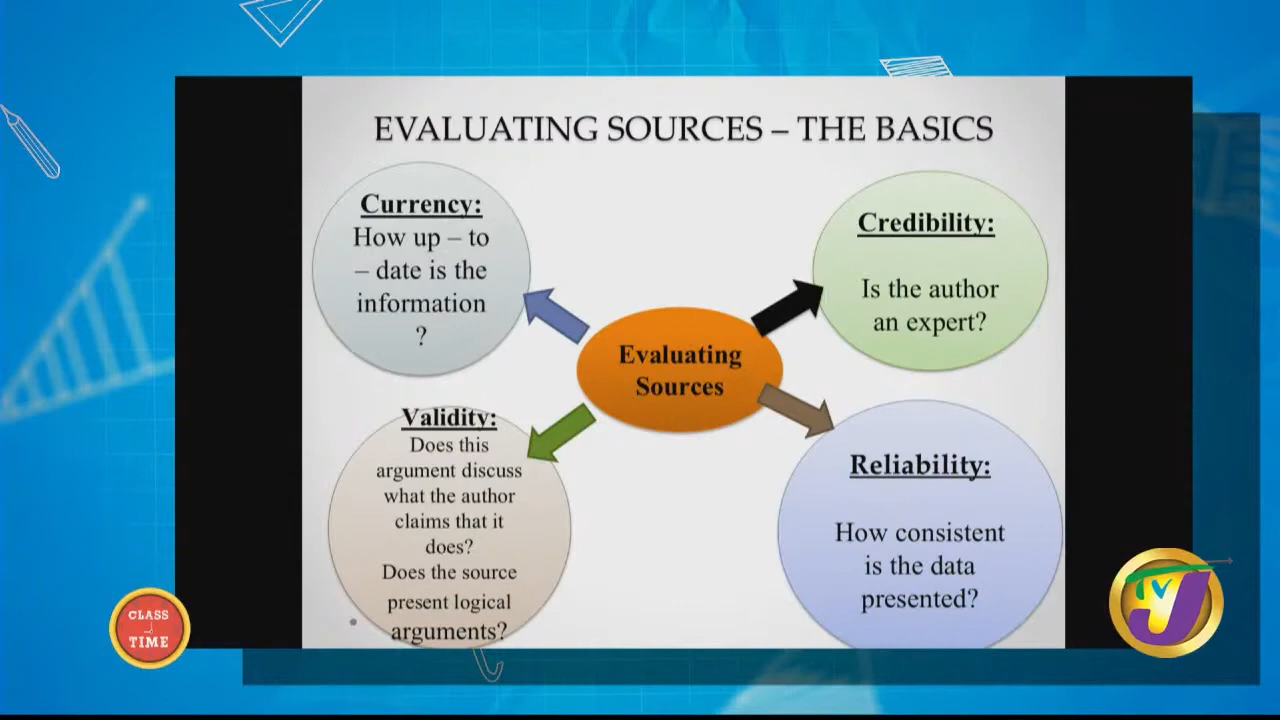 EVALUATING SOURCES – THE BASICS
Currency:
How up – to
– date is the
information
?
Credibility:
Is the author
an expert?
Evaluating
Sources
Validity:
Does this
argument discuss
what the author
claims that it
does?
Does the source
present logical
arguments?
Reliability:
How consistent
is the data
presented?
CLASS
TIME
TVJ